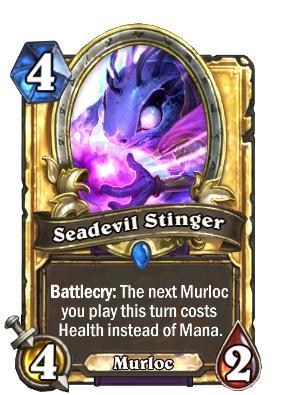 4
Seadevil Stinger
Battlecry: The next Murloc
you play this turn costs
Health instead of Mana.
4
Murloc
2